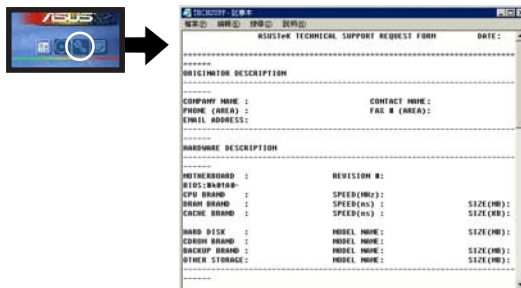 ASUS
TECHSUPP - 記事本
檔案(F) 編輯(E) 搜尋(S) 說明(H)
ASUSTeK TECHNICAL SUPPORT REQUEST FORM DATE:
------
ORIGINATOR DESCRIPTION
------
COMPANY NAME : CONTACT NAME:
PHONE (AREA) : FAX # (AREA):
EMAIL ADDRESS:
------
HARDWARE DESCRIPTION
------
MOTHERBOARD : REVISION #:
CPU BRAND : SPEED(MHz):
DRAM BRAND : SPEED(ns) : SIZE(MB):
CACHE BRAND : SPEED(ns) : SIZE(KB):
HARD DISK : MODEL NAME: SIZE(MB):
CDROM BRAND : MODEL NAME:
BACKUP BRAND : MODEL NAME: SIZE(MB):
OTHER STORAGE: MODEL NAME: SIZE(MB):
------